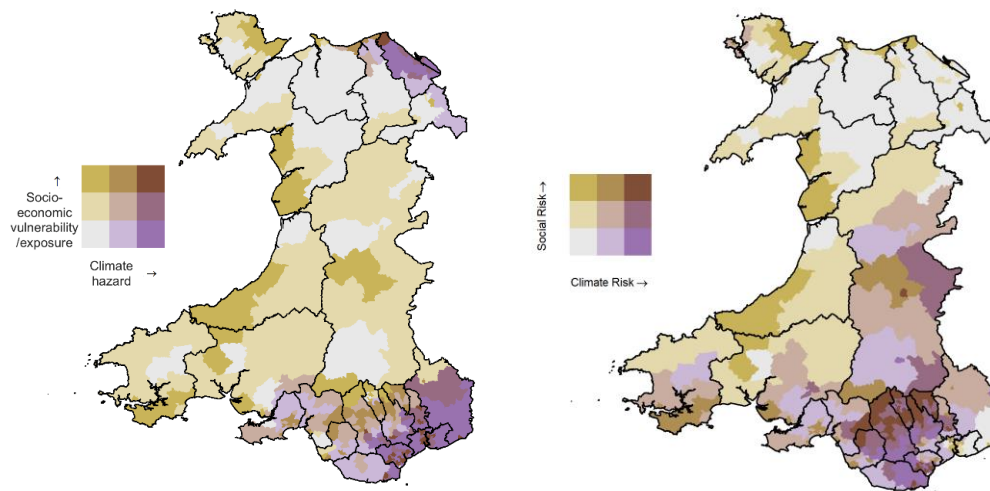 ↑
Socio-
economic
vulnerability
/exposure
Climate →
hazard
Social Risk→
Climate Risk→